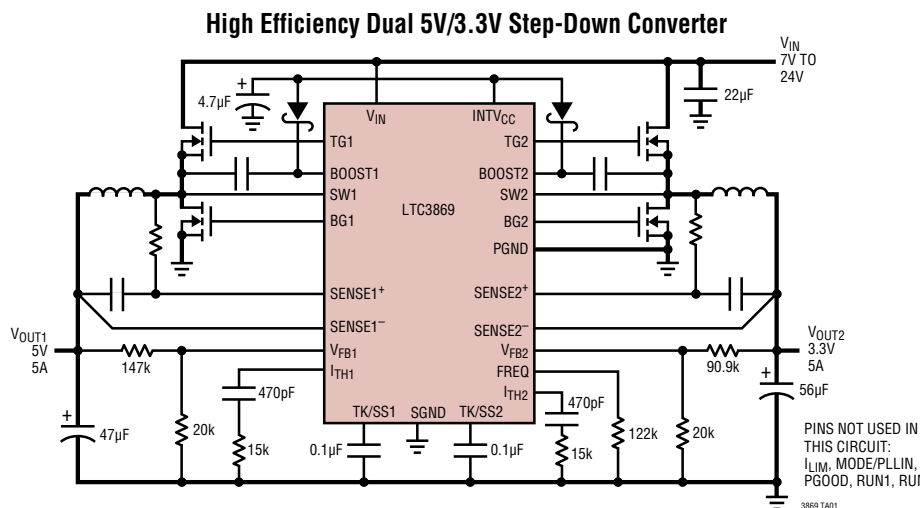 High Efficiency Dual 5V/3.3V Step-Down Converter
VIN
7V TO
24V
4.7µF
+
22µF
VIN
INTVCC
TG1
TG2
BOOST1
BOOST2
SW1
SW2
LTC3869
BG1
BG2
PGND
SENSE1+
SENSE2+
SENSE1–
SENSE2–
VOUT1
5V
5A
VOUT2
3.3V
5A
147k
VFB1
VFB2
90.9k
ITH1
FREQ
ITH2
470pF
470pF
+
56µF
TK/SS1
SGND
TK/SS2
+
47µF
20k
15k
0.1µF
0.1µF
15k
122k
20k
PINS NOT USED IN
THIS CIRCUIT:
ILIM, MODE/PLLIN,
PGOOD, RUN1, RUN
3869 TA01